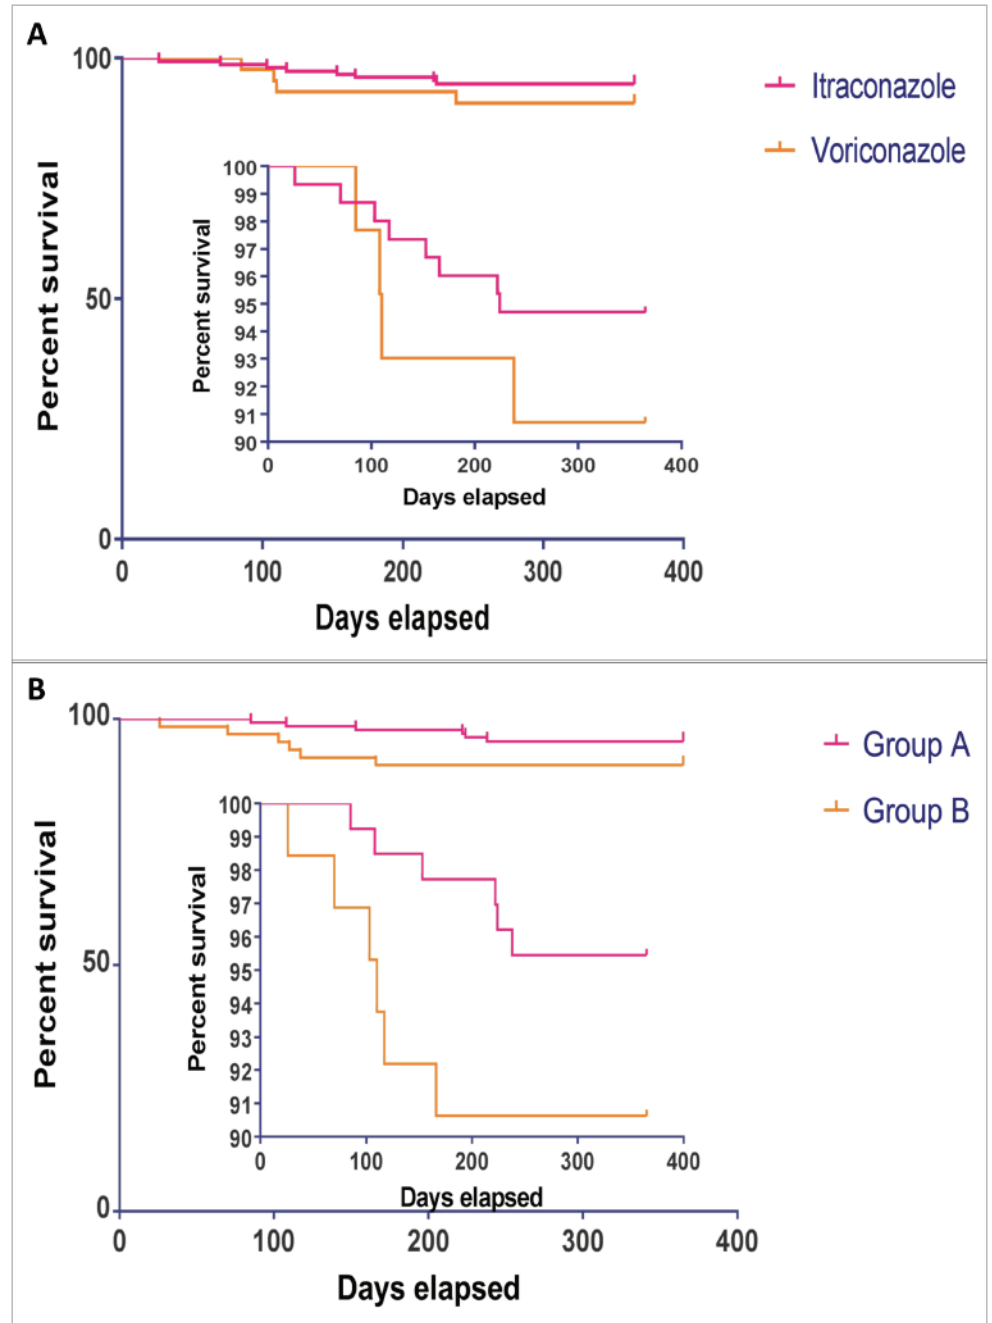 A
100
50
0
Percent survival
0 100 200 300 400
Days elapsed
Itraconazole
Voriconazole
100
99
98
97
96
95
94
93
92
91
90
Percent survival
0 100 200 300 400
Days elapsed
B
100
50
0
Percent survival
0 100 200 300 400
Days elapsed
Group A
Group B
100
99
98
97
96
95
94
93
92
91
90
Percent survival
0 100 200 300 400
Days elapsed